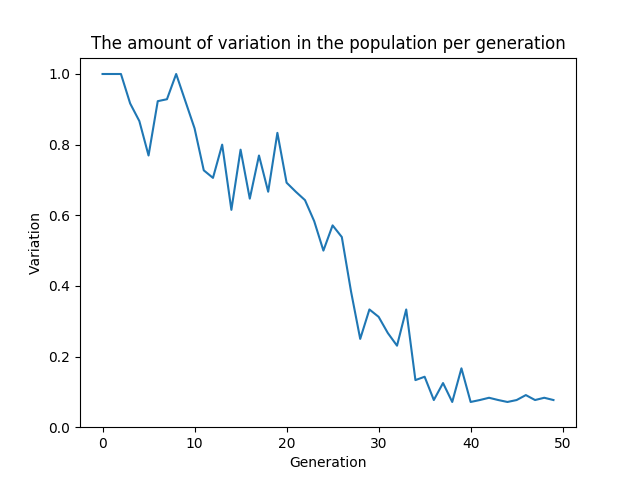 The amount of variation in the population per generation
1.0
0.8
0.6
0.4
0.2
0.0
Variation
0 10 20 30 40 50
Generation